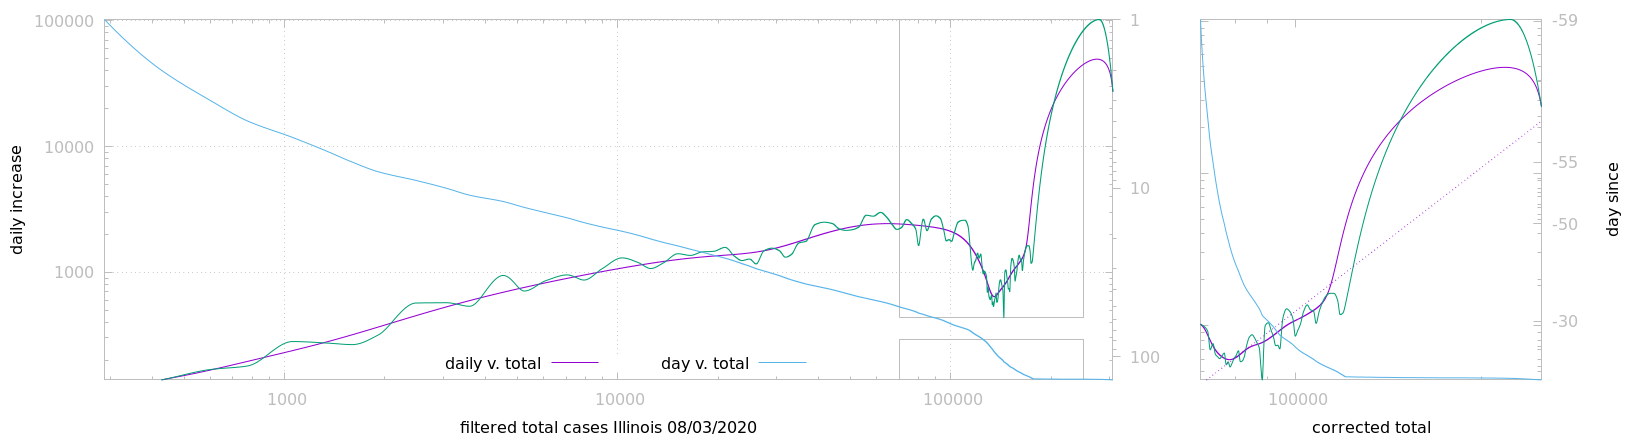 100000
10000
1000
daily increase
1000
10000
100000
filtered total cases Illinois 08/03/2020
daily v. total
day v. total
1
10
100
100000
corrected total
-59
-55
-50
-30
day since